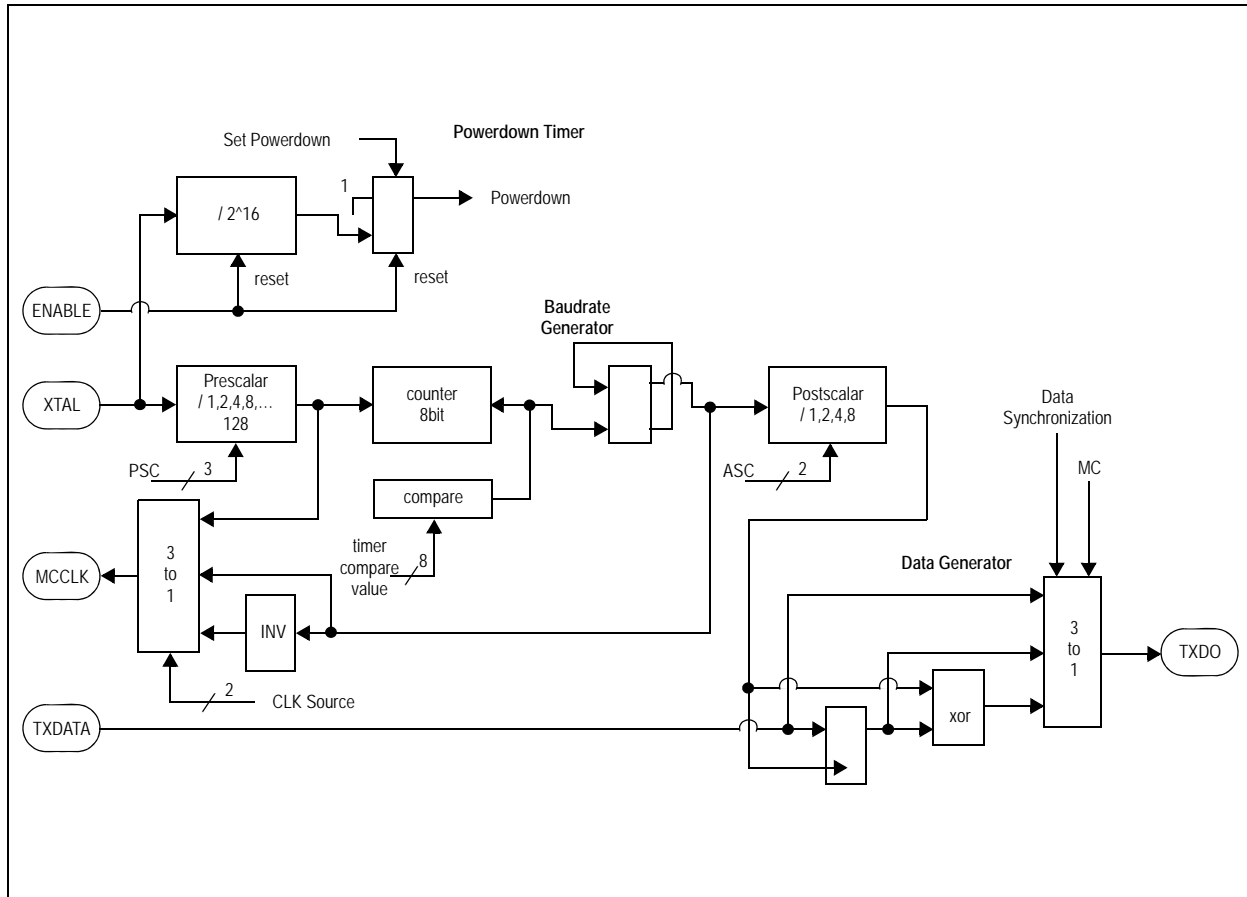 Set Powerdown
Powerdown Timer
1
/ 2^16
Powerdown
reset
reset
ENABLE
Baudrate
Generator
XTAL
Prescalar
/ 1,2,4,8,...
128
counter
8bit
Postscalar
/ 1,2,4,8
Data
Synchronization
PSC
3
ASC
2
MC
compare
3
to
1
MCCLK
timer
compare
value
8
Data Generator
INV
3
to
1
TXDO
2
CLK Source
TXDATA
xor